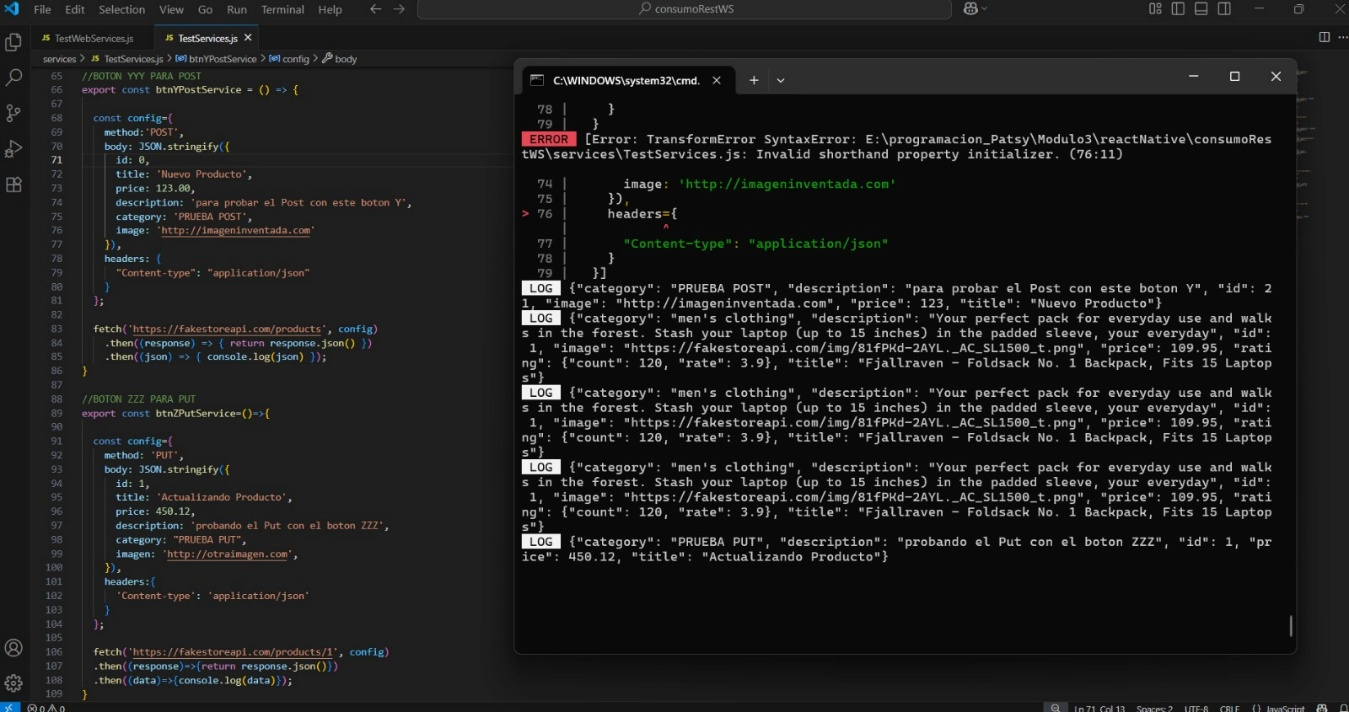 File Edit Selection View Go Run Terminal Help
consumoRestWS
JS TestWebServices.js
JS TestServices.js
services > JS TestServices.js > btnYPostService > config > body
65 //BOTON YYY PARA POST
66 export const btnYPostService = () => {
67
68 const config={
69 method:'POST',
70 body: JSON.stringify({
71 id: 0,
72 title: 'Nuevo Producto',
73 price: 123.00,
74 description: 'para probar el Post con este boton Y',
75 category: 'PRUEBA POST',
76 image: 'http://imageninventada.com'
77 }),
78 headers: {
79 "Content-type": "application/json"
80 }
81 };
82
83 fetch('https://fakestoreapi.com/products', config)
84 .then((response) => { return response.json() })
85 .then((json) => { console.log(json) });
86 }
87
88 //BOTON ZZZ PARA PUT
89 export const btnZPutService=()=>{
90
91 const config={
92 method: 'PUT',
93 body: JSON.stringify({
94 id: 1,
95 title: 'Actualizando Producto',
96 price: 450.12,
97 description: 'probando el Put con el boton ZZZ',
98 category: "PRUEBA PUT",
99 imagen: 'http://otraimagen.com',
100 }),
101 headers:{
102 'Content-type': 'application/json'
103 }
104 };
105
106 fetch('https://fakestoreapi.com/products/1', config)
107 .then((response)=>{return response.json()})
108 .then((data)=>{console.log(data)});
109 }
C:\WINDOWS\system32\cmd.
78 | }
79 | }
ERROR [Error: TransformError SyntaxError: E:\programacion_Patsy\Modulo3\reactNative\consumoRes
tWS\services\TestServices.js: Invalid shorthand property initializer. (76:11)
74 | image: 'http://imageninventada.com'
75 | }),
> 76 | headers={
| ^
77 | "Content-type": "application/json"
78 | }
79 | }]
LOG {"category": "PRUEBA POST", "description": "para probar el Post con este boton Y", "id": 2
1, "image": "http://imageninventada.com", "price": 123, "title": "Nuevo Producto"}
LOG {"category": "men's clothing", "description": "Your perfect pack for everyday use and walk
s in the forest. Stash your laptop (up to 15 inches) in the padded sleeve, your everyday", "id":
1, "image": "https://fakestoreapi.com/img/81fPKd-2AYL._AC_SL1500_t.png", "price": 109.95, "rati
ng": {"count": 120, "rate": 3.9}, "title": "Fjallraven - Foldsack No. 1 Backpack, Fits 15 Laptop
s"}
LOG {"category": "men's clothing", "description": "Your perfect pack for everyday use and walk
s in the forest. Stash your laptop (up to 15 inches) in the padded sleeve, your everyday", "id":
1, "image": "https://fakestoreapi.com/img/81fPKd-2AYL._AC_SL1500_t.png", "price": 109.95, "rati
ng": {"count": 120, "rate": 3.9}, "title": "Fjallraven - Foldsack No. 1 Backpack, Fits 15 Laptop
s"}
LOG {"category": "men's clothing", "description": "Your perfect pack for everyday use and walk
s in the forest. Stash your laptop (up to 15 inches) in the padded sleeve, your everyday", "id":
1, "image": "https://fakestoreapi.com/img/81fPKd-2AYL._AC_SL1500_t.png", "price": 109.95, "rati
ng": {"count": 120, "rate": 3.9}, "title": "Fjallraven - Foldsack No. 1 Backpack, Fits 15 Laptop
s"}
LOG {"category": "PRUEBA PUT", "description": "probando el Put con el boton ZZZ", "id": 1, "pr
ice": 450.12, "title": "Actualizando Producto"}
0 0
Ln 71, Col 13 Spaces: 2 UTF-8 CRLF {} JavaScript